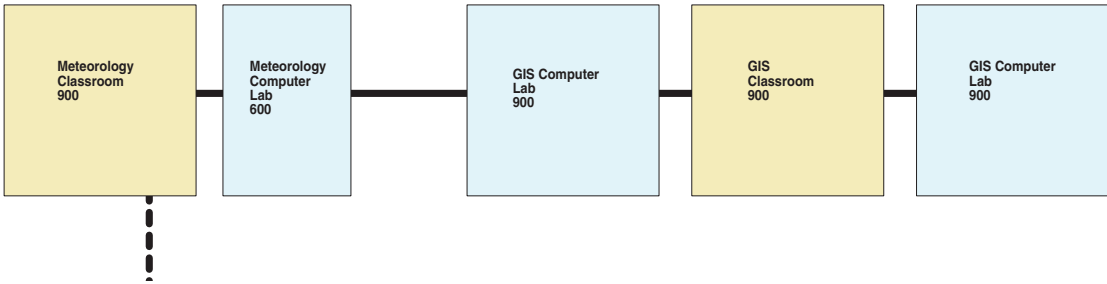 Meteorology
Classroom
900
Meteorology
Computer
Lab
600
GIS Computer
Lab
900
GIS
Classroom
900
GIS Computer
Lab
900